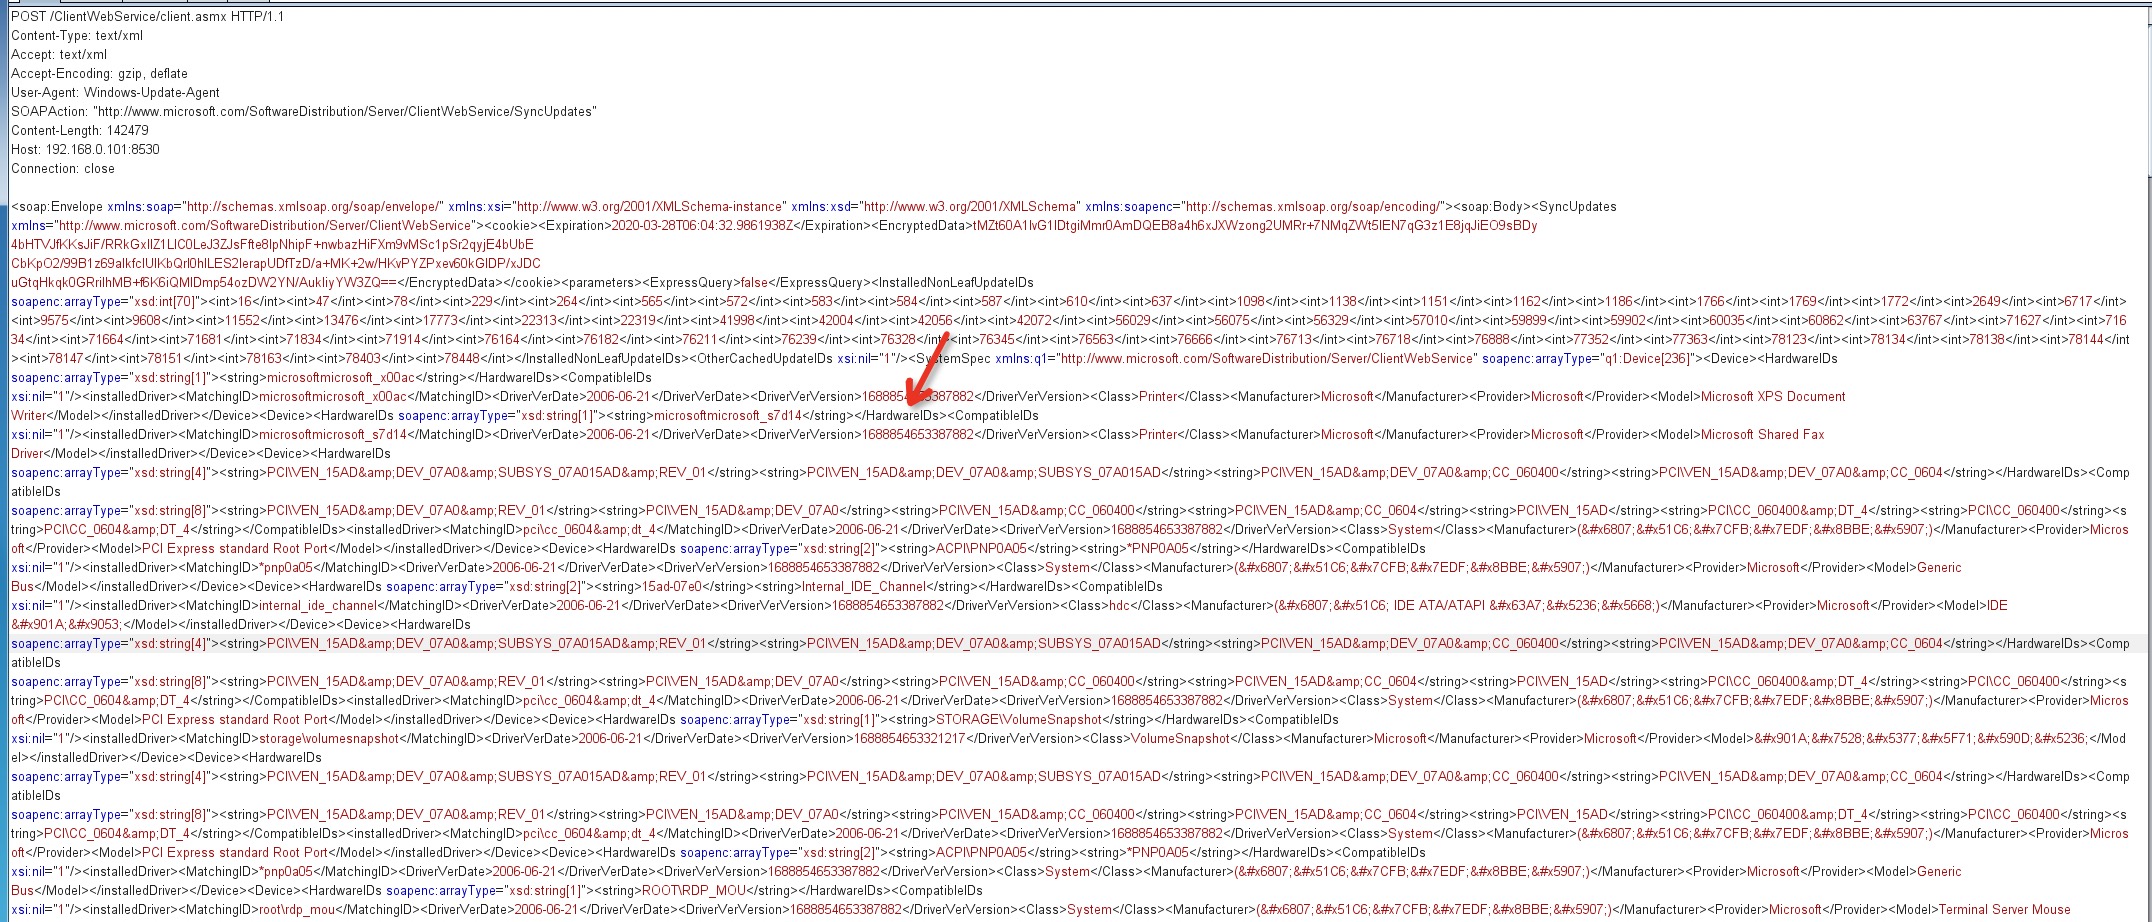 POST /ClientWebService/client.asmx HTTP/1.1
Content-Type: text/xml
Accept: text/xml
Accept-Encoding: gzip, deflate
User-Agent: Windows-Update-Agent
SOAPAction: "http://www.microsoft.com/SoftwareDistribution/Server/ClientWebService/SyncUpdates"
Content-Length: 142479
Host: 192.168.0.101:8530
Connection: close
<soap:Envelope xmlns:soap="http://schemas.xmlsoap.org/soap/envelope/" xmlns:xsi="http://www.w3.org/2001/XMLSchema-instance" xmlns:xsd="http://www.w3.org/2001/XMLSchema" xmlns:soapenc="http://schemas.xmlsoap.org/soap/encoding/"><soap:Body><SyncUpdates
xmlns="http://www.microsoft.com/SoftwareDistribution/Server/ClientWebService"><cookie><Expiration>2020-03-28T06:04:32.9861938Z</Expiration><EncryptedData>
</EncryptedData></cookie><parameters><ExpressQuery>false</ExpressQuery><InstalledNonLeafUpdateIDs
soapenc:arrayType="xsd:int[70]"><int>16</int><int>47</int><int>78</int><int>229</int><int>264</int><int>565</int><int>572</int><int>583</int><int>584</int><int>587</int><int>610</int><int>637</int><int>1098</int><int>1138</int><int>1151</int><int>1162</int><int>1186</int><int>1766</int><int>1769</int><int>1772</int><int>2649</int><int>6717</int>
<int>9575</int><int>9608</int><int>11552</int><int>13476</int><int>17773</int><int>22313</int><int>22319</int><int>41998</int><int>42004</int><int>42056</int><int>42072</int><int>56029</int><int>56075</int><int>56329</int><int>57010</int><int>59899</int><int>59902</int><int>60035</int><int>60862</int><int>63767</int><int>71627</int><int>716
34</int><int>71664</int><int>71681</int><int>71834</int><int>71914</int><int>76164</int><int>76182</int><int>76211</int><int>76239</int><int>76328</int><int>76345</int><int>76563</int><int>76666</int><int>76713</int><int>76718</int><int>76888</int><int>77352</int><int>77363</int><int>78123</int><int>78134</int><int>78138</int><int>78144</int
><int>78147</int><int>78151</int><int>78163</int><int>78403</int><int>78448</int></InstalledNonLeafUpdateIDs><OtherCachedUpdateIDs xsi:nil="1"/><SystemSpec xmlns:q1="http://www.microsoft.com/SoftwareDistribution/Server/ClientWebService" soapenc:arrayType="q1:Device[236]"><Device><HardwareIDs
soapenc:arrayType="xsd:string[1]"><string>microsoftmicrosoft_x00ac</string></HardwareIDs><CompatibleIDs
xsi:nil="1"/><installedDriver><MatchingID>microsoftmicrosoft_x00ac</MatchingID><DriverVerDate>2006-06-21</DriverVerDate><DriverVerVersion>1688854653387882</DriverVerVersion><Class>Printer</Class><Manufacturer>Microsoft</Manufacturer><Provider>Microsoft</Provider><Model>Microsoft XPS Document
Writer</Model></installedDriver></Device><Device><HardwareIDs soapenc:arrayType="xsd:string[1]"><string>microsoftmicrosoft_s7d14</string></HardwareIDs><CompatibleIDs
xsi:nil="1"/><installedDriver><MatchingID>microsoftmicrosoft_s7d14</MatchingID><DriverVerDate>2006-06-21</DriverVerDate><DriverVerVersion>1688854653387882</DriverVerVersion><Class>Printer</Class><Manufacturer>Microsoft</Manufacturer><Provider>Microsoft</Provider><Model>Microsoft Shared Fax
Driver</Model></installedDriver></Device><Device><HardwareIDs
soapenc:arrayType="xsd:string[4]"><string>PCI\VEN_15AD&amp;DEV_07A0&amp;SUBSYS_07A015AD&amp;REV_01</string><string>PCI\VEN_15AD&amp;DEV_07A0&amp;SUBSYS_07A015AD</string><string>PCI\VEN_15AD&amp;DEV_07A0&amp;CC_060400</string><string>PCI\VEN_15AD&amp;DEV_07A0&amp;CC_0604</string></HardwareIDs><Comp
atibleIDs
soapenc:arrayType="xsd:string[8]"><string>PCI\VEN_15AD&amp;DEV_07A0&amp;REV_01</string><string>PCI\VEN_15AD&amp;DEV_07A0</string><string>PCI\VEN_15AD&amp;CC_060400</string><string>PCI\VEN_15AD&amp;CC_0604</string><string>PCI\VEN_15AD</string><string>PCI\CC_060400&amp;DT_4</string><string>PCI\CC_060400</string><s
tring>PCI\CC_0604&amp;DT_4</string></CompatibleIDs><installedDriver><MatchingID>pci\cc_0604&amp;dt_4</MatchingID><DriverVerDate>2006-06-21</DriverVerDate><DriverVerVersion>1688854653387882</DriverVerVersion><Class>System</Class><Manufacturer>(&#x6807;&#x51C6;&#x7CFB;&#x7EDF;&#x8BBE;&#x5907;)</Manufacturer><Provider>Micros
oft</Provider><Model>PCI Express standard Root Port</Model></installedDriver></Device><Device><HardwareIDs soapenc:arrayType="xsd:string[2]"><string>ACPI\PNP0A05</string><string>*PNP0A05</string></HardwareIDs><CompatibleIDs
xsi:nil="1"/><installedDriver><MatchingID>*pnp0a05</MatchingID><DriverVerDate>2006-06-21</DriverVerDate><DriverVerVersion>1688854653387882</DriverVerVersion><Class>System</Class><Manufacturer>(&#x6807;&#x51C6;&#x7CFB;&#x7EDF;&#x8BBE;&#x5907;)</Manufacturer><Provider>Microsoft</Provider><Model>Generic
Bus</Model></installedDriver></Device><Device><HardwareIDs soapenc:arrayType="xsd:string[2]"><string>15ad-07e0</string><string>Internal_IDE_Channel</string></HardwareIDs><CompatibleIDs
xsi:nil="1"/><installedDriver><MatchingID>internal_ide_channel</MatchingID><DriverVerDate>2006-06-21</DriverVerDate><DriverVerVersion>1688854653387882</DriverVerVersion><Class>hdc</Class><Manufacturer>(&#x6807;&#x51C6; IDE ATA/ATAPI &#x63A7;&#x5236;&#x5668;)</Manufacturer><Provider>Microsoft</Provider><Model>IDE
&#x901A;&#x9053;</Model></installedDriver></Device><Device><HardwareIDs
soapenc:arrayType="xsd:string[4]"><string>PCI\VEN_15AD&amp;DEV_07A0&amp;SUBSYS_07A015AD&amp;REV_01</string><string>PCI\VEN_15AD&amp;DEV_07A0&amp;SUBSYS_07A015AD</string><string>PCI\VEN_15AD&amp;DEV_07A0&amp;CC_060400</string><string>PCI\VEN_15AD&amp;DEV_07A0&amp;CC_0604</string></HardwareIDs><Comp
atibleIDs
soapenc:arrayType="xsd:string[8]"><string>PCI\VEN_15AD&amp;DEV_07A0&amp;REV_01</string><string>PCI\VEN_15AD&amp;DEV_07A0</string><string>PCI\VEN_15AD&amp;CC_060400</string><string>PCI\VEN_15AD&amp;CC_0604</string><string>PCI\VEN_15AD</string><string>PCI\CC_060400&amp;DT_4</string><string>PCI\CC_060400</string><s
tring>PCI\CC_0604&amp;DT_4</string></CompatibleIDs><installedDriver><MatchingID>pci\cc_0604&amp;dt_4</MatchingID><DriverVerDate>2006-06-21</DriverVerDate><DriverVerVersion>1688854653387882</DriverVerVersion><Class>System</Class><Manufacturer>(&#x6807;&#x51C6;&#x7CFB;&#x7EDF;&#x8BBE;&#x5907;)</Manufacturer><Provider>Micros
oft</Provider><Model>PCI Express standard Root Port</Model></installedDriver></Device><Device><HardwareIDs soapenc:arrayType="xsd:string[1]"><string>STORAGE\VolumeSnapshot</string></HardwareIDs><CompatibleIDs
xsi:nil="1"/><installedDriver><MatchingID>storage\volumesnapshot</MatchingID><DriverVerDate>2006-06-21</DriverVerDate><DriverVerVersion>1688854653321217</DriverVerVersion><Class>VolumeSnapshot</Class><Manufacturer>Microsoft</Manufacturer><Provider>Microsoft</Provider><Model>&#x901A;&#x7528;&#x5377;&#x5F71;&#x590D;&#x5236;</Mod
el></installedDriver></Device><Device><HardwareIDs
soapenc:arrayType="xsd:string[4]"><string>PCI\VEN_15AD&amp;DEV_07A0&amp;SUBSYS_07A015AD&amp;REV_01</string><string>PCI\VEN_15AD&amp;DEV_07A0&amp;SUBSYS_07A015AD</string><string>PCI\VEN_15AD&amp;DEV_07A0&amp;CC_060400</string><string>PCI\VEN_15AD&amp;DEV_07A0&amp;CC_0604</string></HardwareIDs><Comp
atibleIDs
soapenc:arrayType="xsd:string[8]"><string>PCI\VEN_15AD&amp;DEV_07A0&amp;REV_01</string><string>PCI\VEN_15AD&amp;DEV_07A0</string><string>PCI\VEN_15AD&amp;CC_060400</string><string>PCI\VEN_15AD&amp;CC_0604</string><string>PCI\VEN_15AD</string><string>PCI\CC_060400&amp;DT_4</string><string>PCI\CC_060400</string><s
tring>PCI\CC_0604&amp;DT_4</string></CompatibleIDs><installedDriver><MatchingID>pci\cc_0604&amp;dt_4</MatchingID><DriverVerDate>2006-06-21</DriverVerDate><DriverVerVersion>1688854653387882</DriverVerVersion><Class>System</Class><Manufacturer>(&#x6807;&#x51C6;&#x7CFB;&#x7EDF;&#x8BBE;&#x5907;)</Manufacturer><Provider>Micros
oft</Provider><Model>PCI Express standard Root Port</Model></installedDriver></Device><Device><HardwareIDs soapenc:arrayType="xsd:string[2]"><string>ACPI\PNP0A05</string><string>*PNP0A05</string></HardwareIDs><CompatibleIDs
xsi:nil="1"/><installedDriver><MatchingID>*pnp0a05</MatchingID><DriverVerDate>2006-06-21</DriverVerDate><DriverVerVersion>1688854653387882</DriverVerVersion><Class>System</Class><Manufacturer>(&#x6807;&#x51C6;&#x7CFB;&#x7EDF;&#x8BBE;&#x5907;)</Manufacturer><Provider>Microsoft</Provider><Model>Generic
Bus</Model></installedDriver></Device><Device><HardwareIDs soapenc:arrayType="xsd:string[1]"><string>ROOT\RDP_MOU</string></HardwareIDs><CompatibleIDs
xsi:nil="1"/><installedDriver><MatchingID>root\rdp_mou</MatchingID><DriverVerDate>2006-06-21</DriverVerDate><DriverVerVersion>1688854653387882</DriverVerVersion><Class>System</Class><Manufacturer>(&#x6807;&#x51C6;&#x7CFB;&#x7EDF;&#x8BBE;&#x5907;)</Manufacturer><Provider>Microsoft</Provider><Model>Terminal Server Mouse